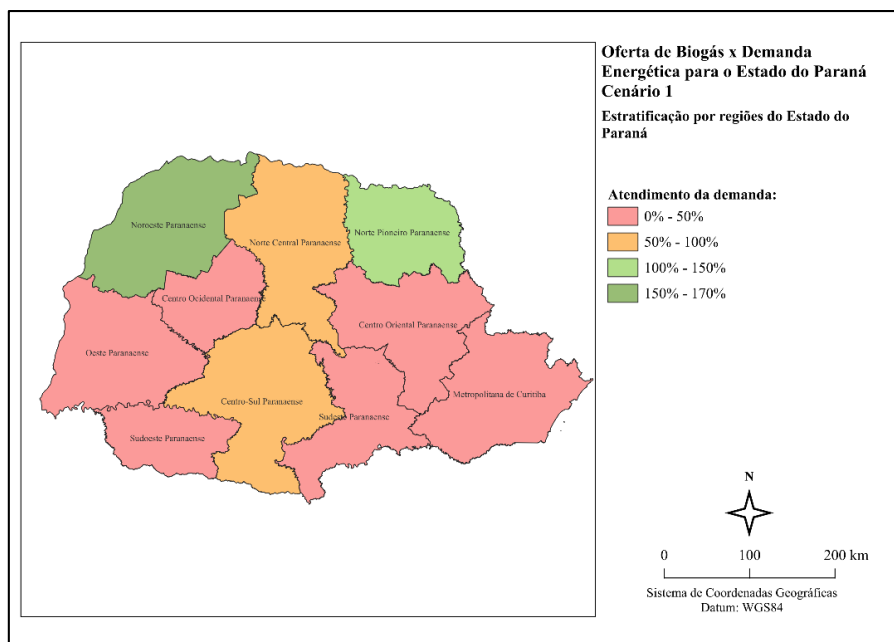 Oferta de Biogás x Demanda
Energética para o Estado do Paraná
Cenário 1
Estratificação por regiões do Estado do
Paraná
Atendimento da demanda:
0% - 50%
50% - 100%
100% - 150%
150% - 170%
Noroeste Paranaense
Norte Central Paranaense
Norte Pioneiro Paranaense
Centro Ocidental Paranaense
Centro Oriental Paranaense
Oeste Paranaense
Metropolitana de Curitiba
Centro-Sul Paranaense
Sudeste Paranaense
Sudoeste Paranaense
N
0 100 200 km
Sistema de Coordenadas Geográficas
Datum: WGS84